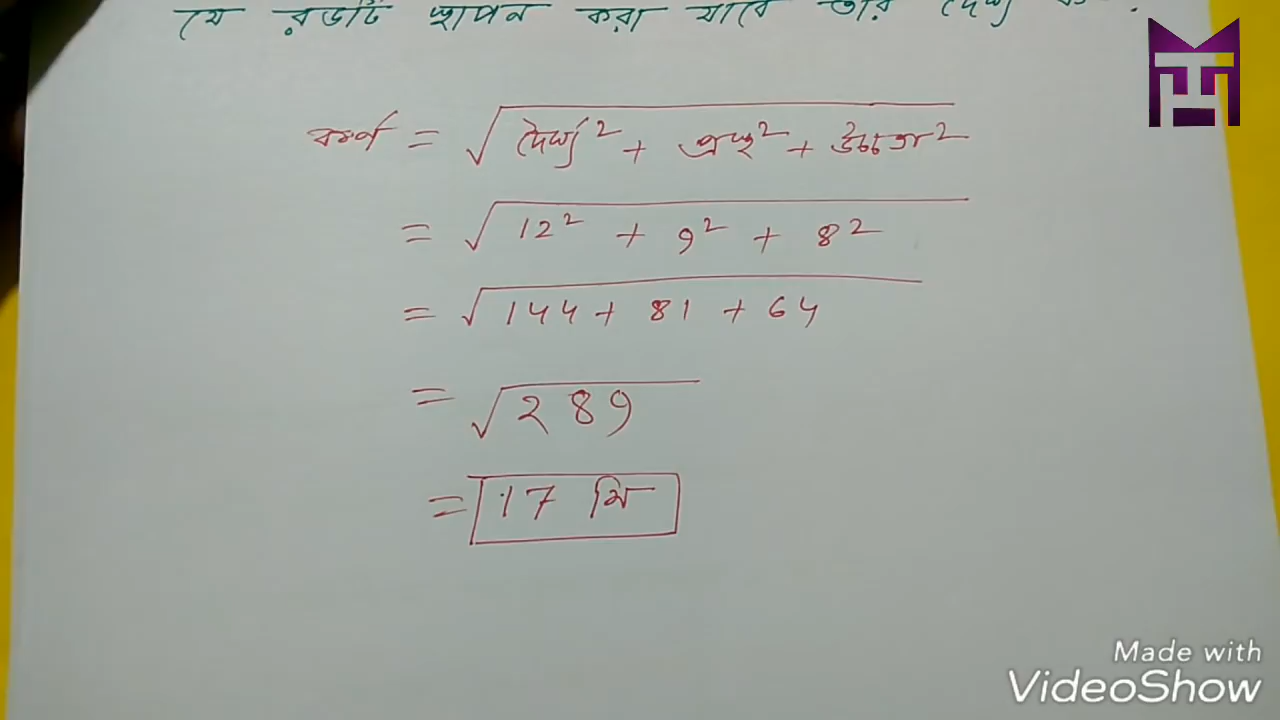 যে রডটি স্থাপন করা যাবে তার দৈর্ঘ্য
কর্ণ = √দৈর্ঘ্য² + প্রস্থ² + উচ্চতা²
= √12² + 9² + 8²
= √144 + 81 + 64
= √289
= 17 মি
MTH
Made with
VideoShow